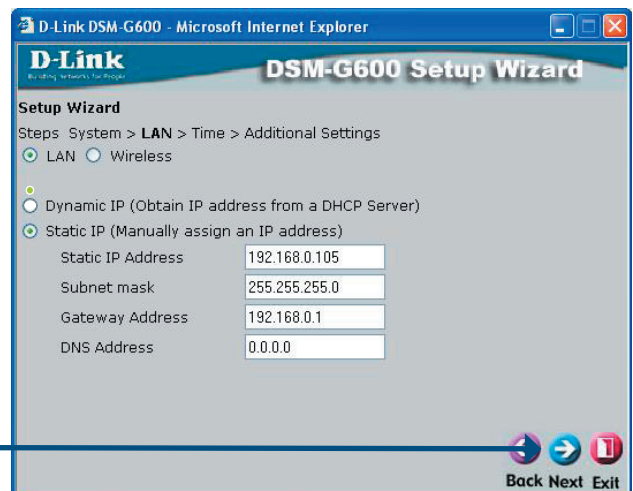 D-Link DSM-G600 - Microsoft Internet Explorer
D-Link
Building Networks for People
DSM-G600 Setup Wizard
Setup Wizard
Steps System > LAN > Time > Additional Settings
LAN Wireless
Dynamic IP (Obtain IP address from a DHCP Server)
Static IP (Manually assign an IP address)
Static IP Address 192.168.0.105
Subnet mask 255.255.255.0
Gateway Address 192.168.0.1
DNS Address 0.0.0.0
Back Next Exit